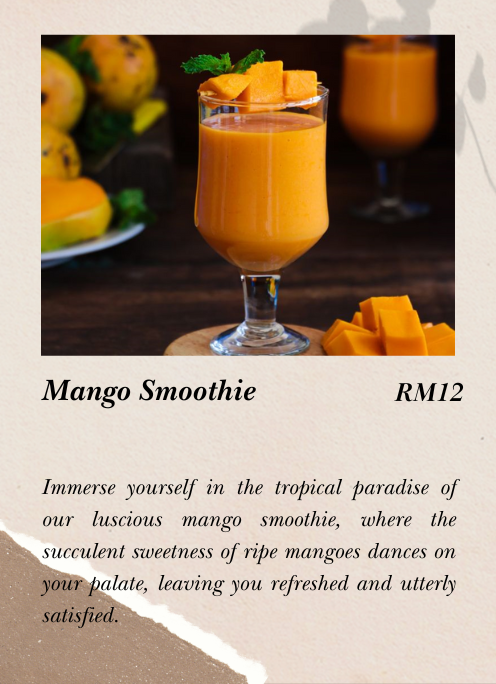 Mango Smoothie RM12
Immerse yourself in the tropical paradise of
our luscious mango smoothie, where the
succulent sweetness of ripe mangoes dances on
your palate, leaving you refreshed and utterly
satisfied.